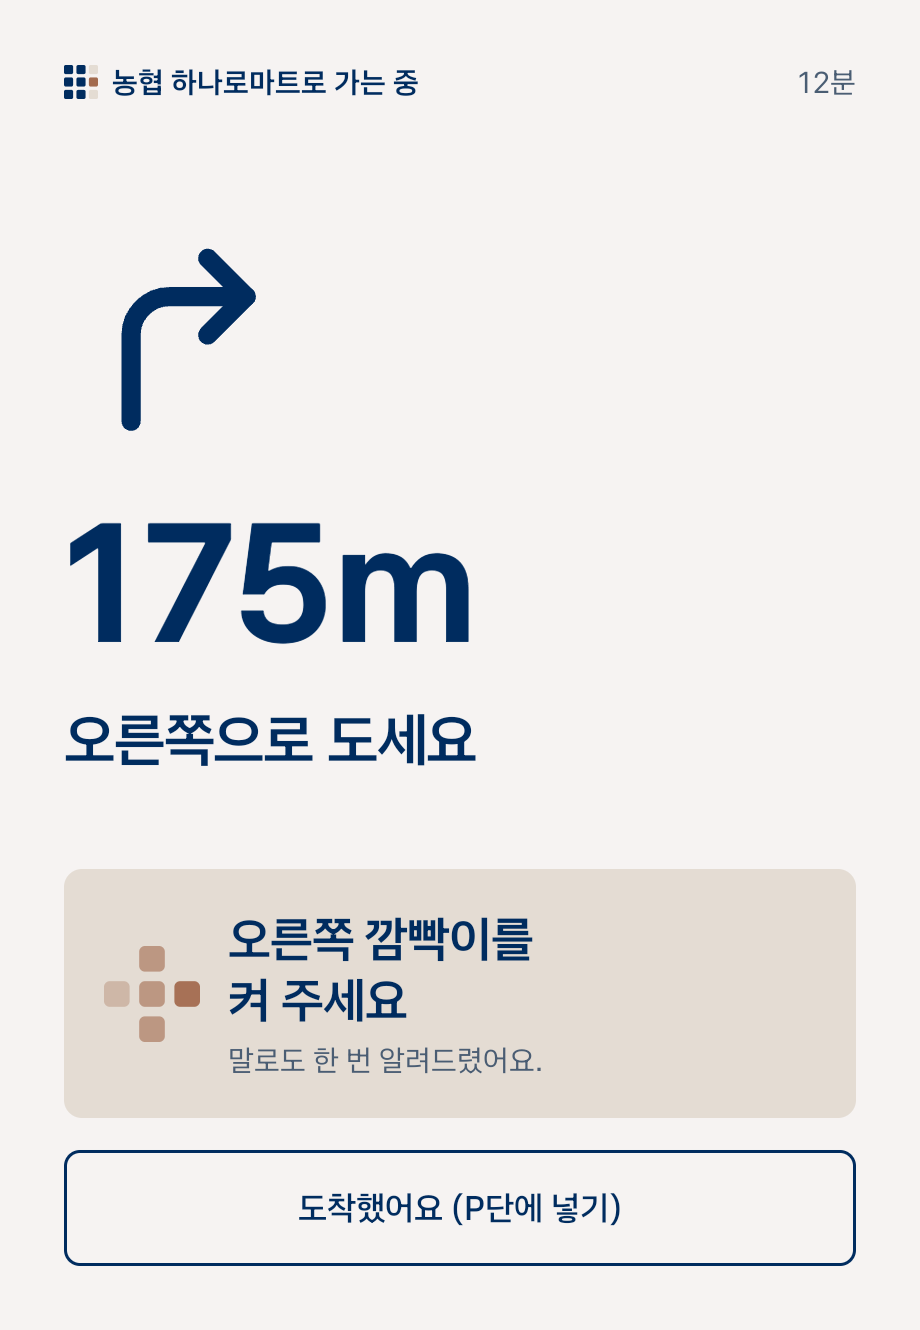 농협 하나로마트로 가는 중
12분
175m
오른쪽으로 도세요
오른쪽 깜빡이를
켜 주세요
말로도 한 번 알려드렸어요.
도착했어요 (P단에 넣기)